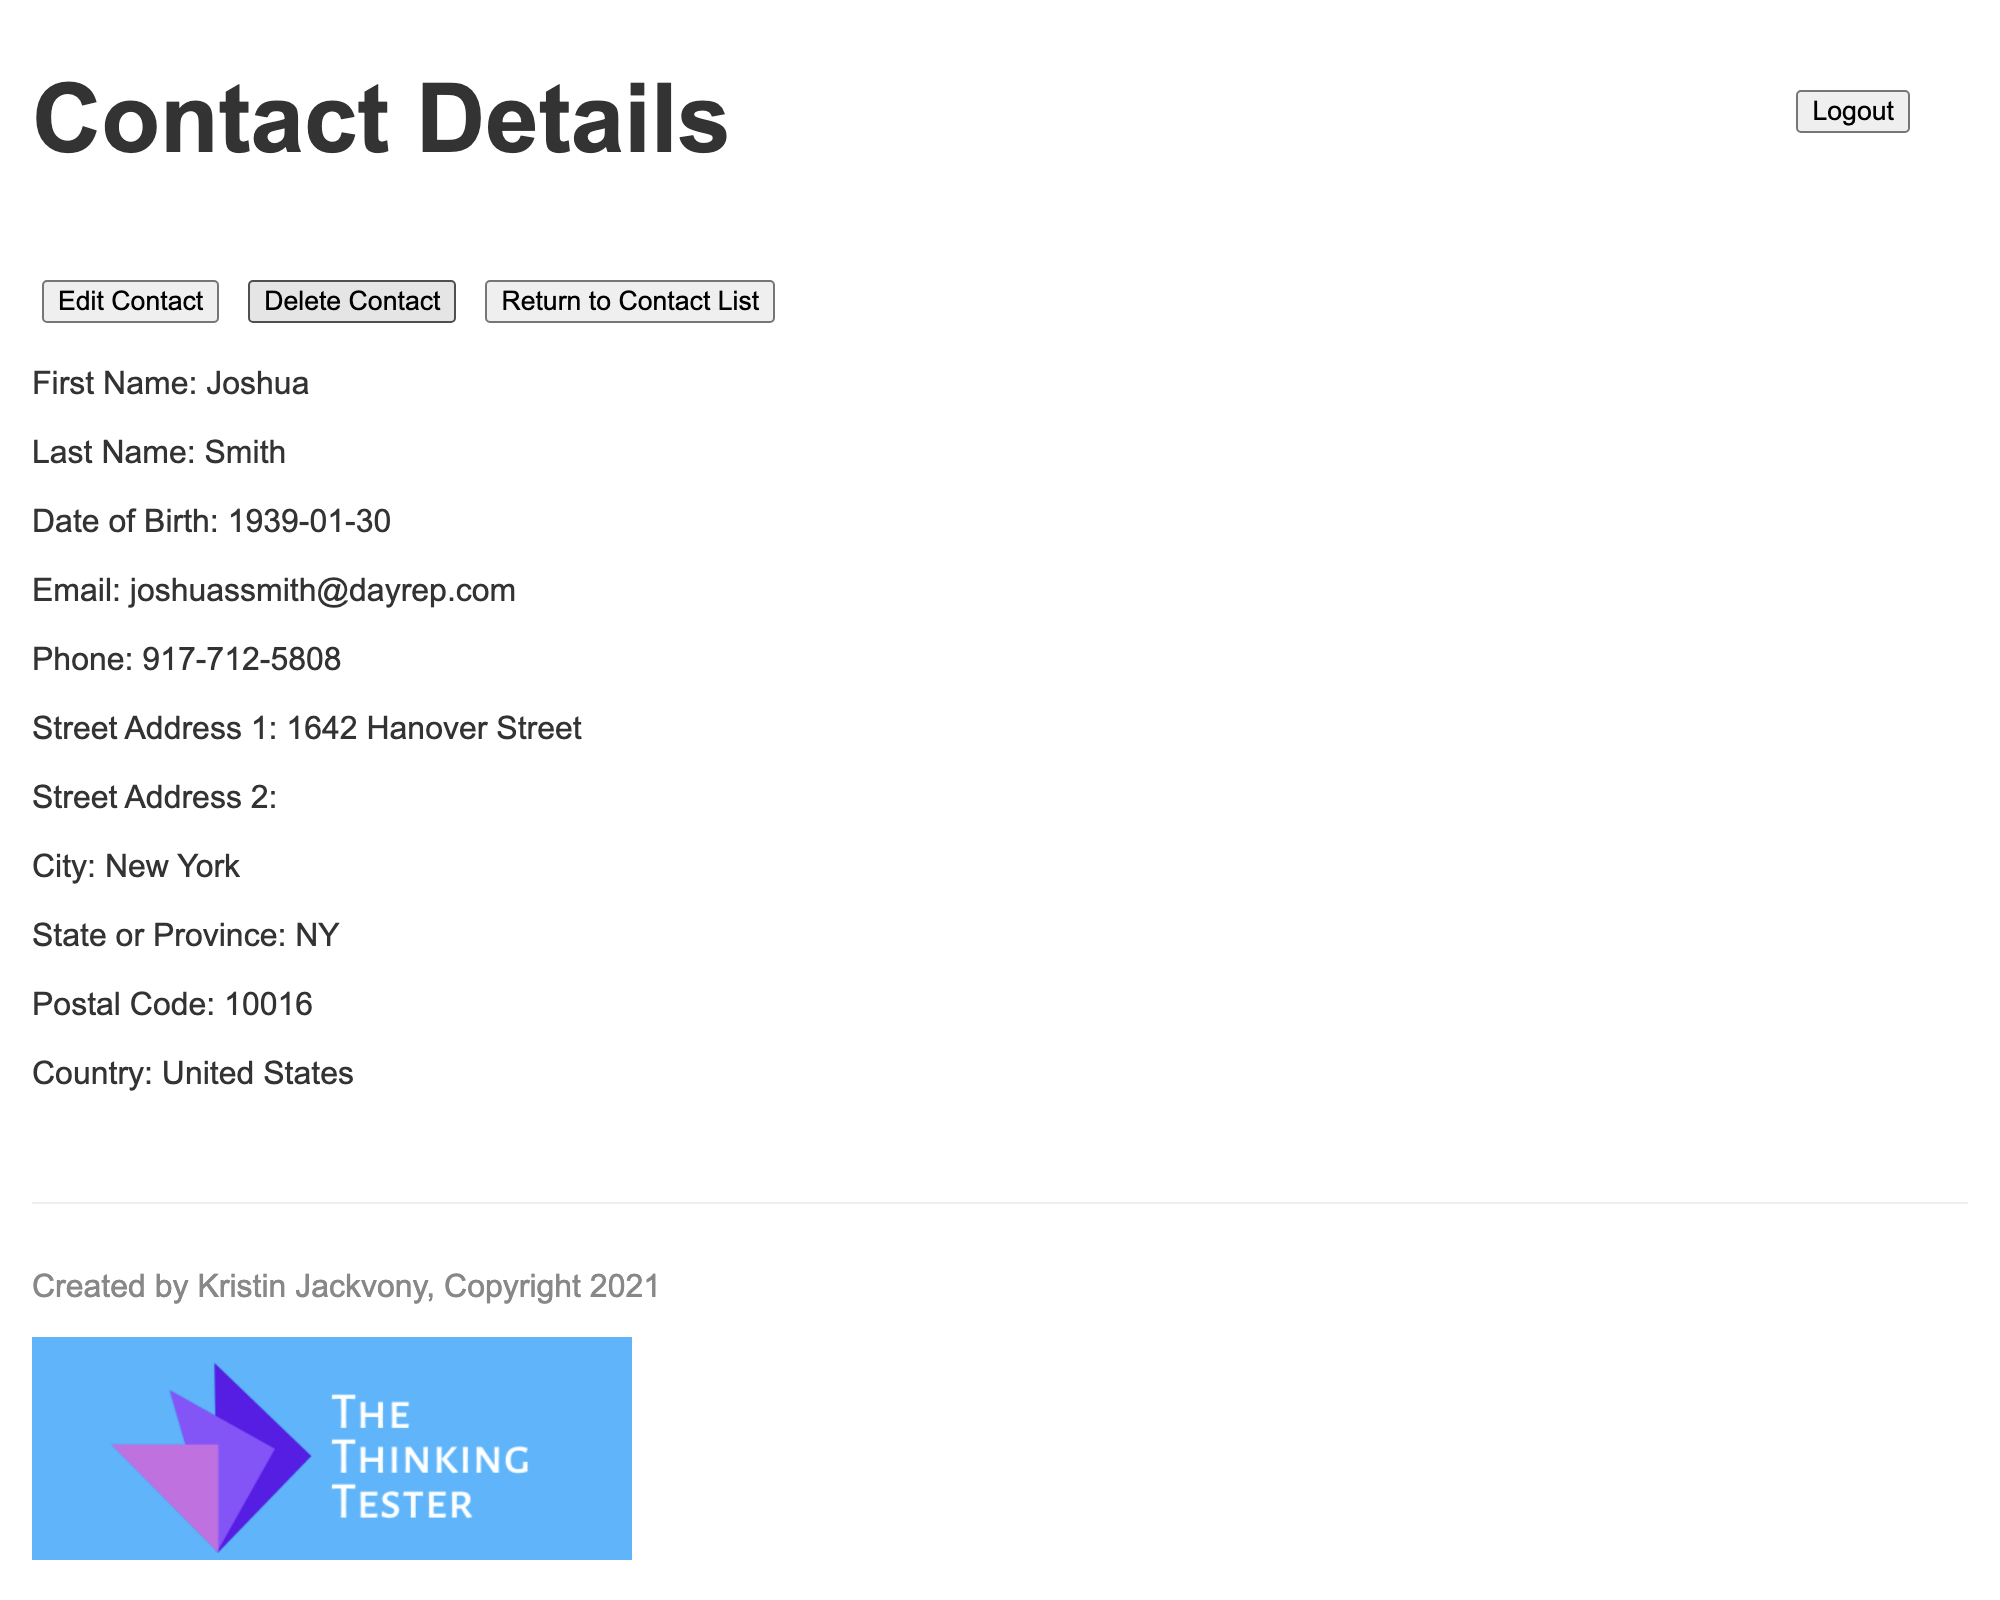 Contact Details
Logout
Edit Contact
Delete Contact
Return to Contact List
First Name: Joshua
Last Name: Smith
Date of Birth: 1939-01-30
Email: joshuassmith@dayrep.com
Phone: 917-712-5808
Street Address 1: 1642 Hanover Street
Street Address 2:
City: New York
State or Province: NY
Postal Code: 10016
Country: United States
Created by Kristin Jackvony, Copyright 2021
THE
THINKING
TESTER